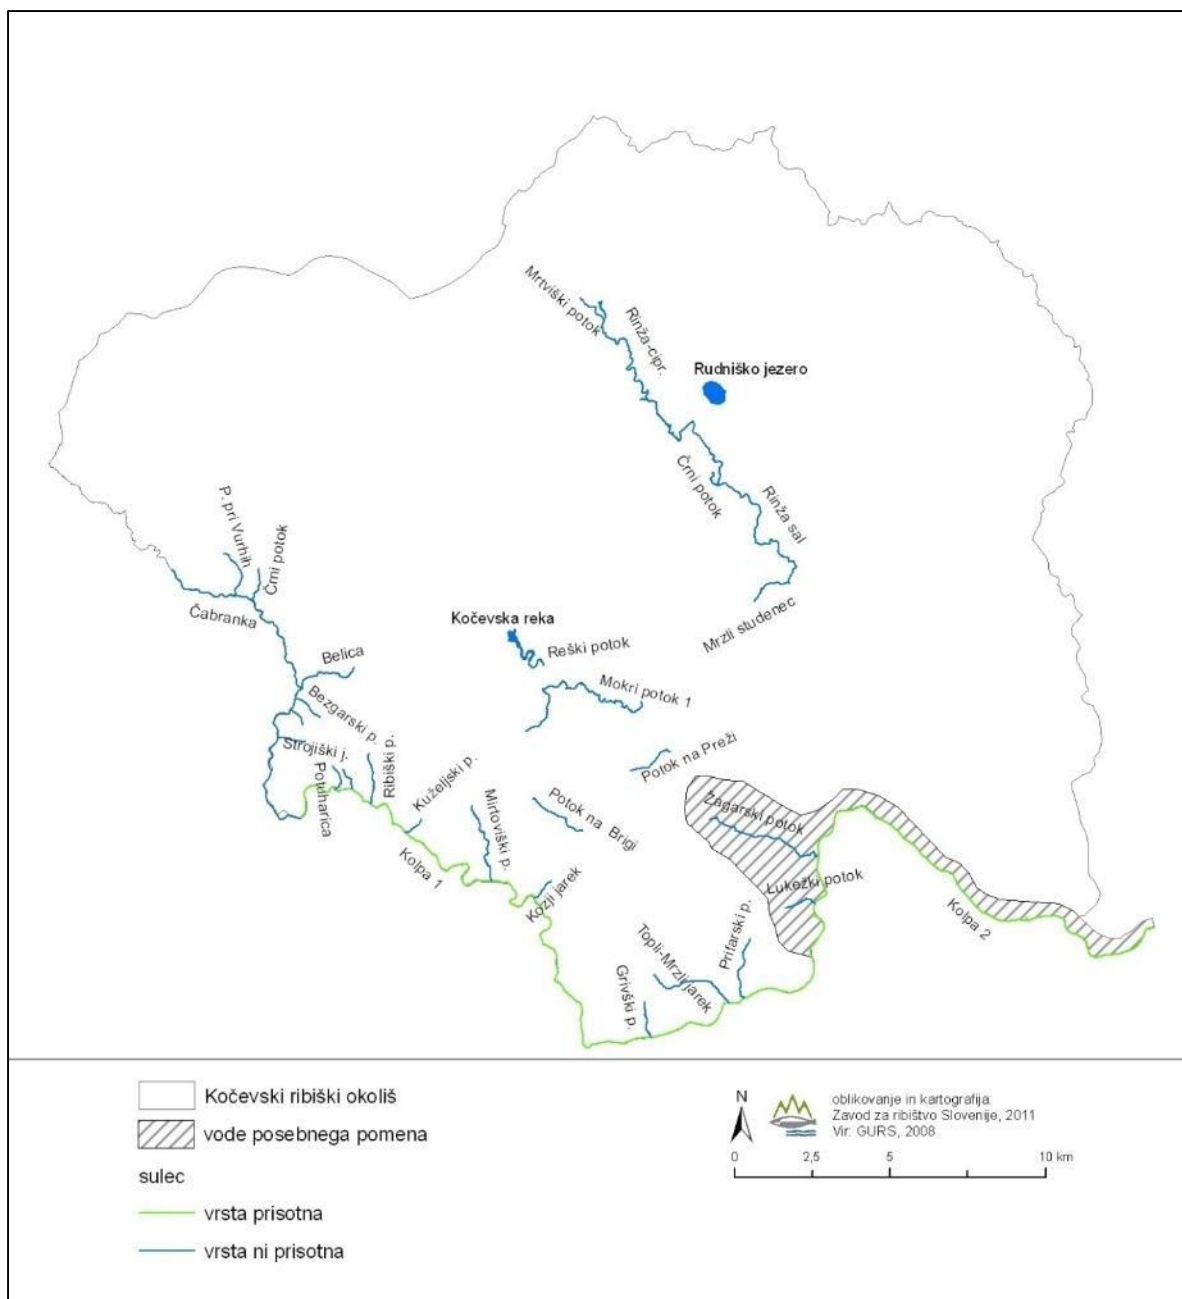 Mrtviški potok
Rinža-cipr.
Rudniško jezero
Črni potok
Rinža sal
Mrzli studenec
P. pri Vurhih
Črni potok
Čabranka
Kočevska reka
Reški potok
Belica
Mokri potok 1
Bezgarski p.
Strojiški j.
Potuharica
Ribiški p.
Kuželjski p.
Potok na Preži
Mirtoviški p.
Potok na Brigi
Žagarski potok
Kolpa 1
Kozji jarek
Lukežki potok
Kolpa 2
Prifarski p.
Topli-Mrzli jarek
Grivški p.
Kočevski ribiški okoliš
vode posebnega pomena
sulec
vrsta prisotna
vrsta ni prisotna
N
oblikovanje in kartografija:
Zavod za ribištvo Slovenije, 2011
Vir: GURS, 2008
0 2,5 5 10 km